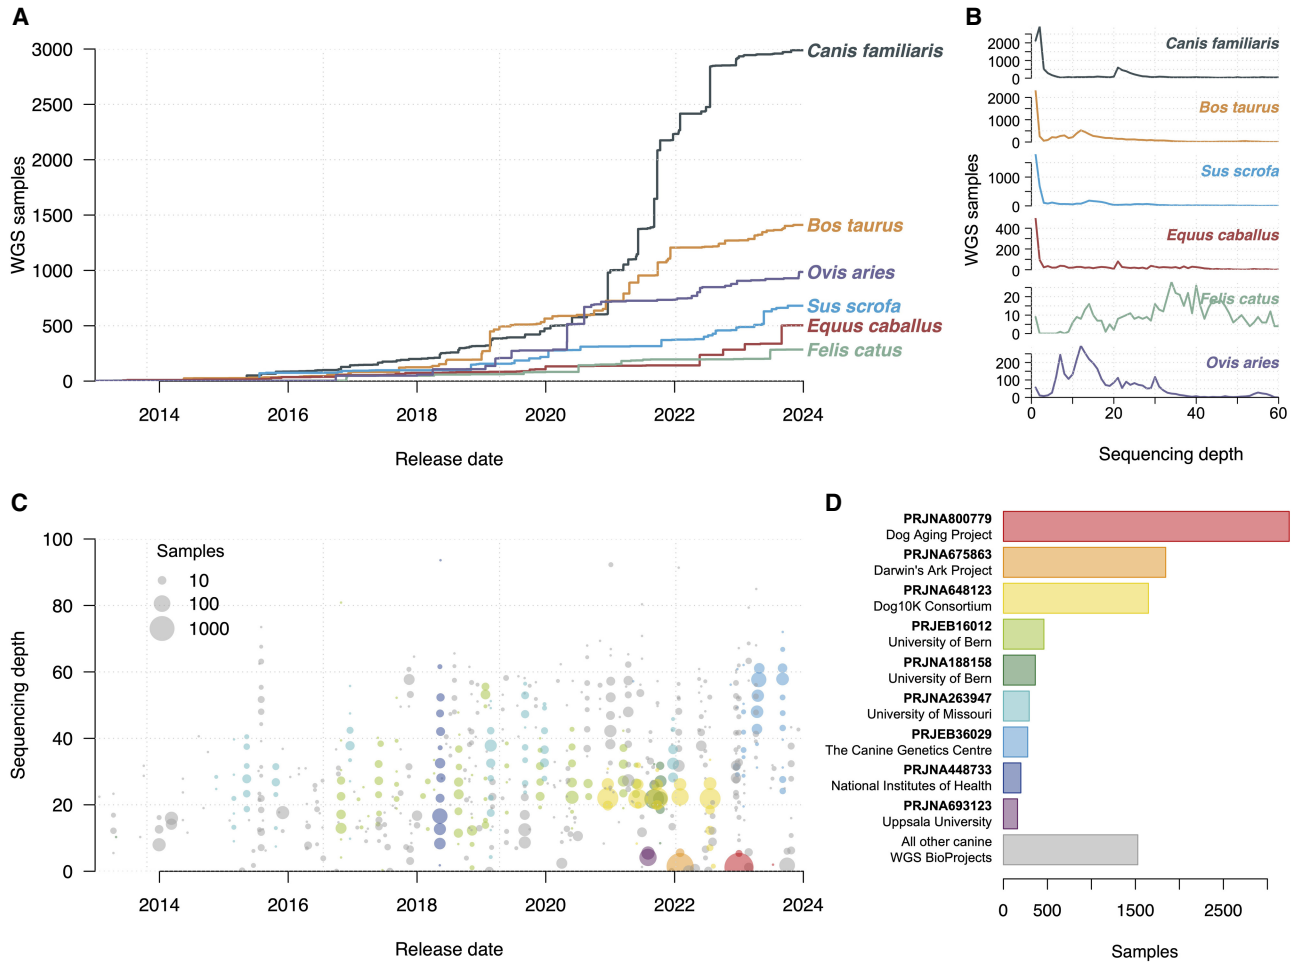 A
3000
2500
2000
1500
1000
500
0
WGS samples
Canis familiaris
Bos taurus
Ovis aries
Sus scrofa
Equus caballus
Felis catus
2014 2016 2018 2020 2022 2024
Release date
B
WGS samples
2000
1000
0
Canis familiaris
2000
1000
0
Bos taurus
1000
0
Sus scrofa
400
200
0
Equus caballus
20
10
0
Felis catus
200
100
0
Ovis aries
0 20 40 60
Sequencing depth
C
100
80
60
40
20
0
Sequencing depth
Samples
10
100
1000
2014 2016 2018 2020 2022 2024
Release date
D
PRJNA800779
Dog Aging Project
PRJNA675863
Darwin's Ark Project
PRJNA648123
Dog10K Consortium
PRJEB16012
University of Bern
PRJNA188158
University of Bern
PRJNA263947
University of Missouri
PRJEB36029
The Canine Genetics Centre
PRJNA448733
National Institutes of Health
PRJNA693123
Uppsala University
All other canine
WGS BioProjects
0 500 1500 2500
Samples